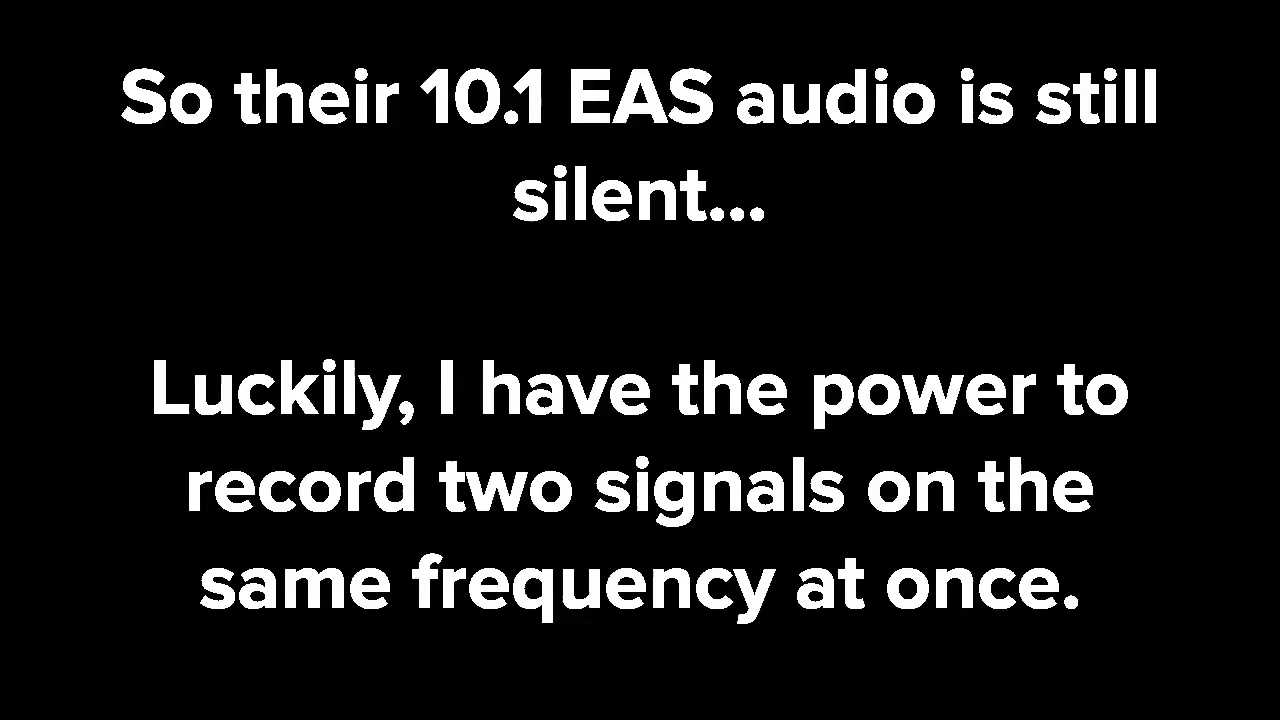 So their 10.1 EAS audio is still
silent...
Luckily, I have the power to
record two signals on the
same frequency at once.